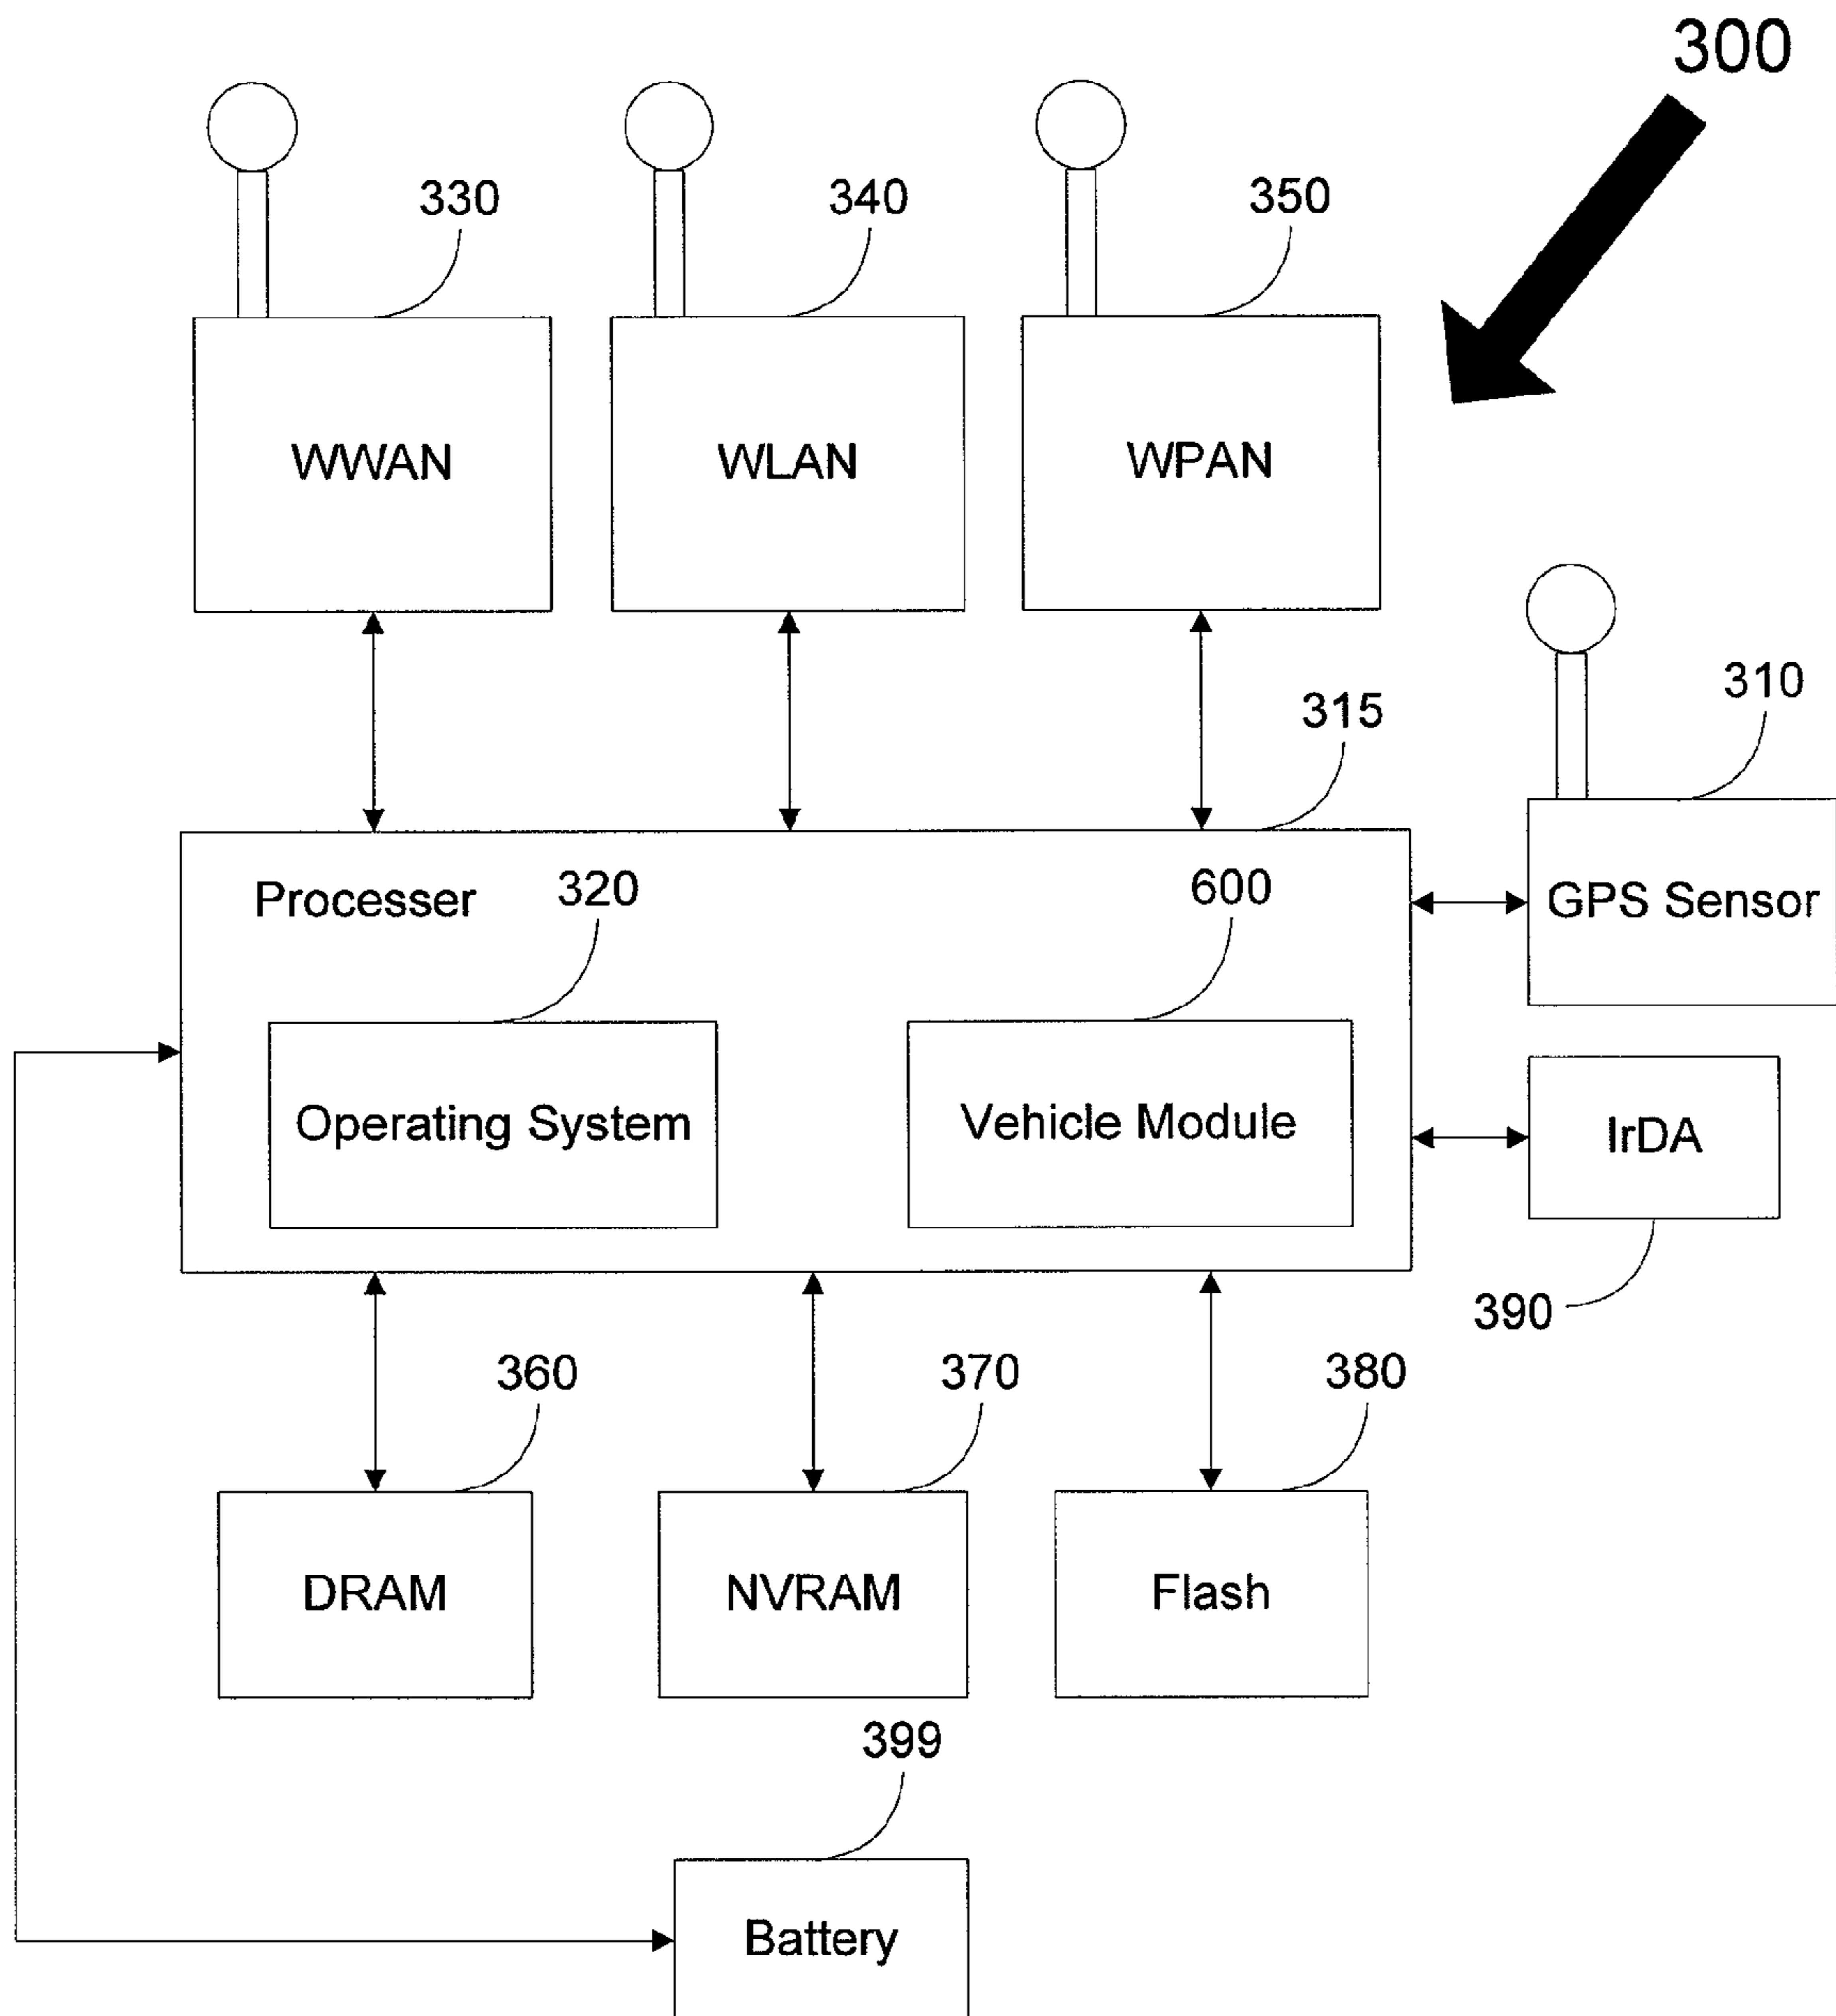 300
330
340
350
WWAN
WLAN
WPAN
310
315
Processer
320
600
GPS Sensor
Operating System
Vehicle Module
IrDA
390
360
370
380
DRAM
NVRAM
Flash
399
Battery